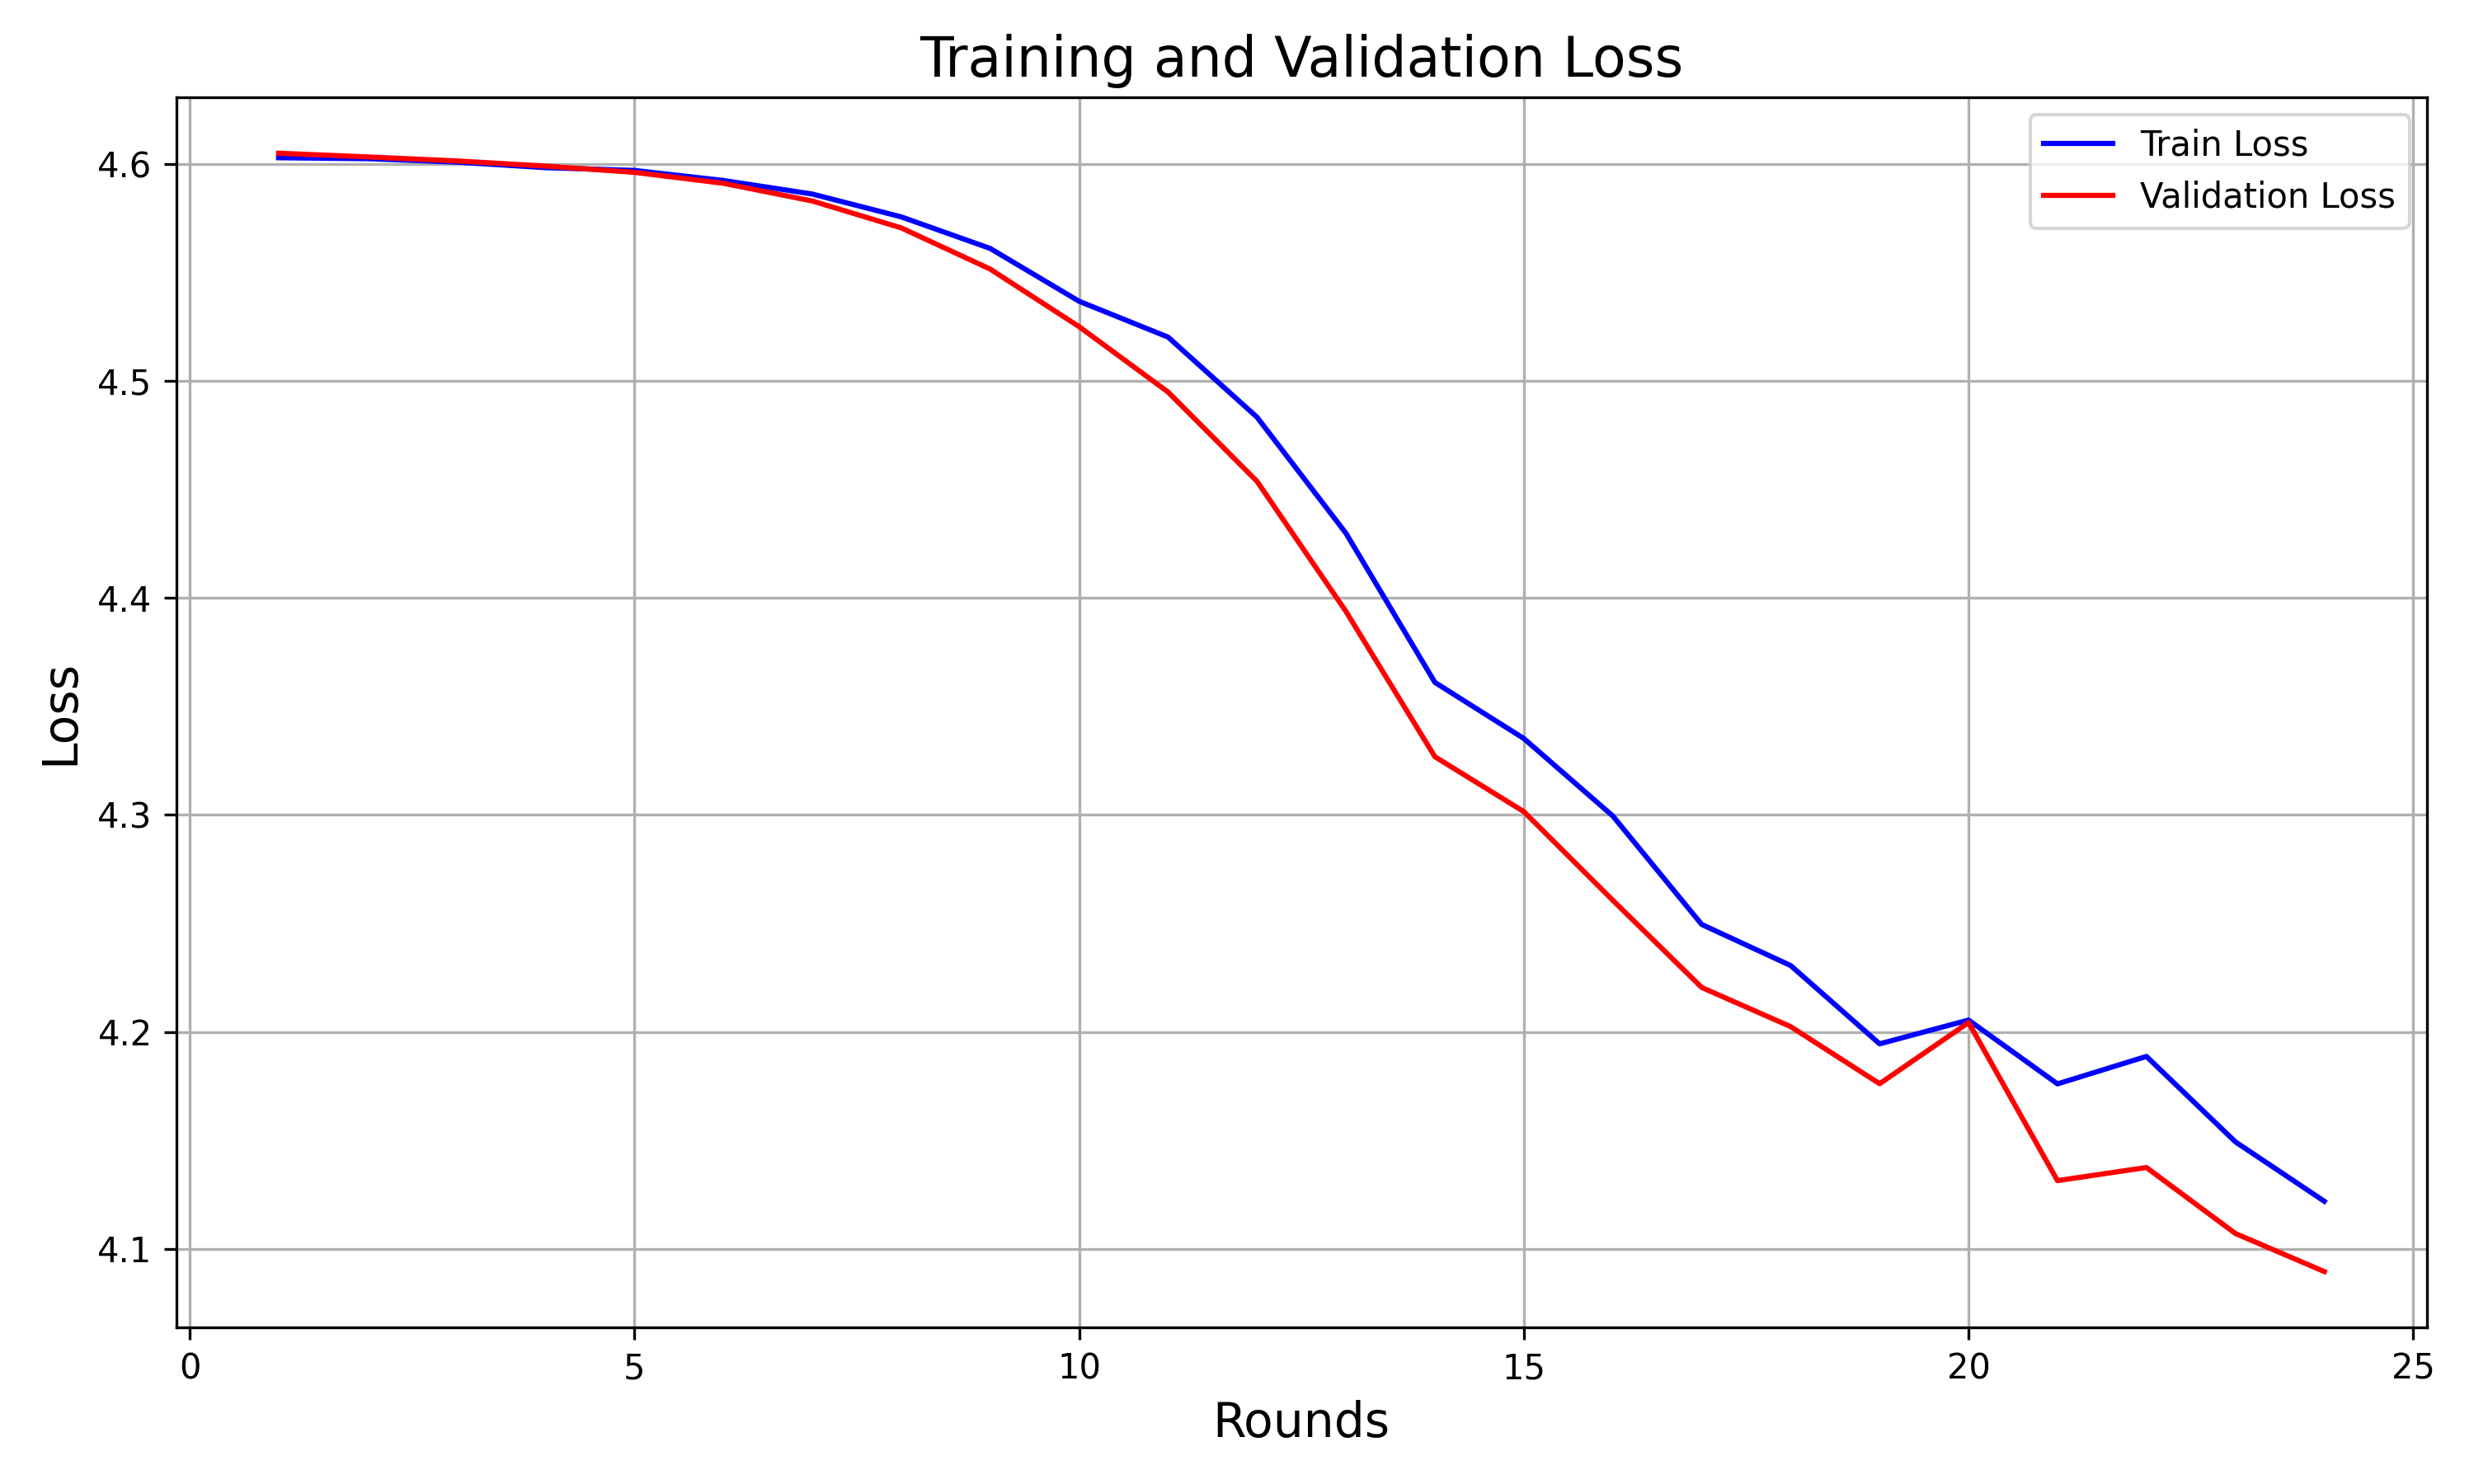 Training and Validation Loss
Train Loss
Validation Loss
4.6
4.5
4.4
4.3
4.2
4.1
Loss
0 5 10 15 20 25
Rounds